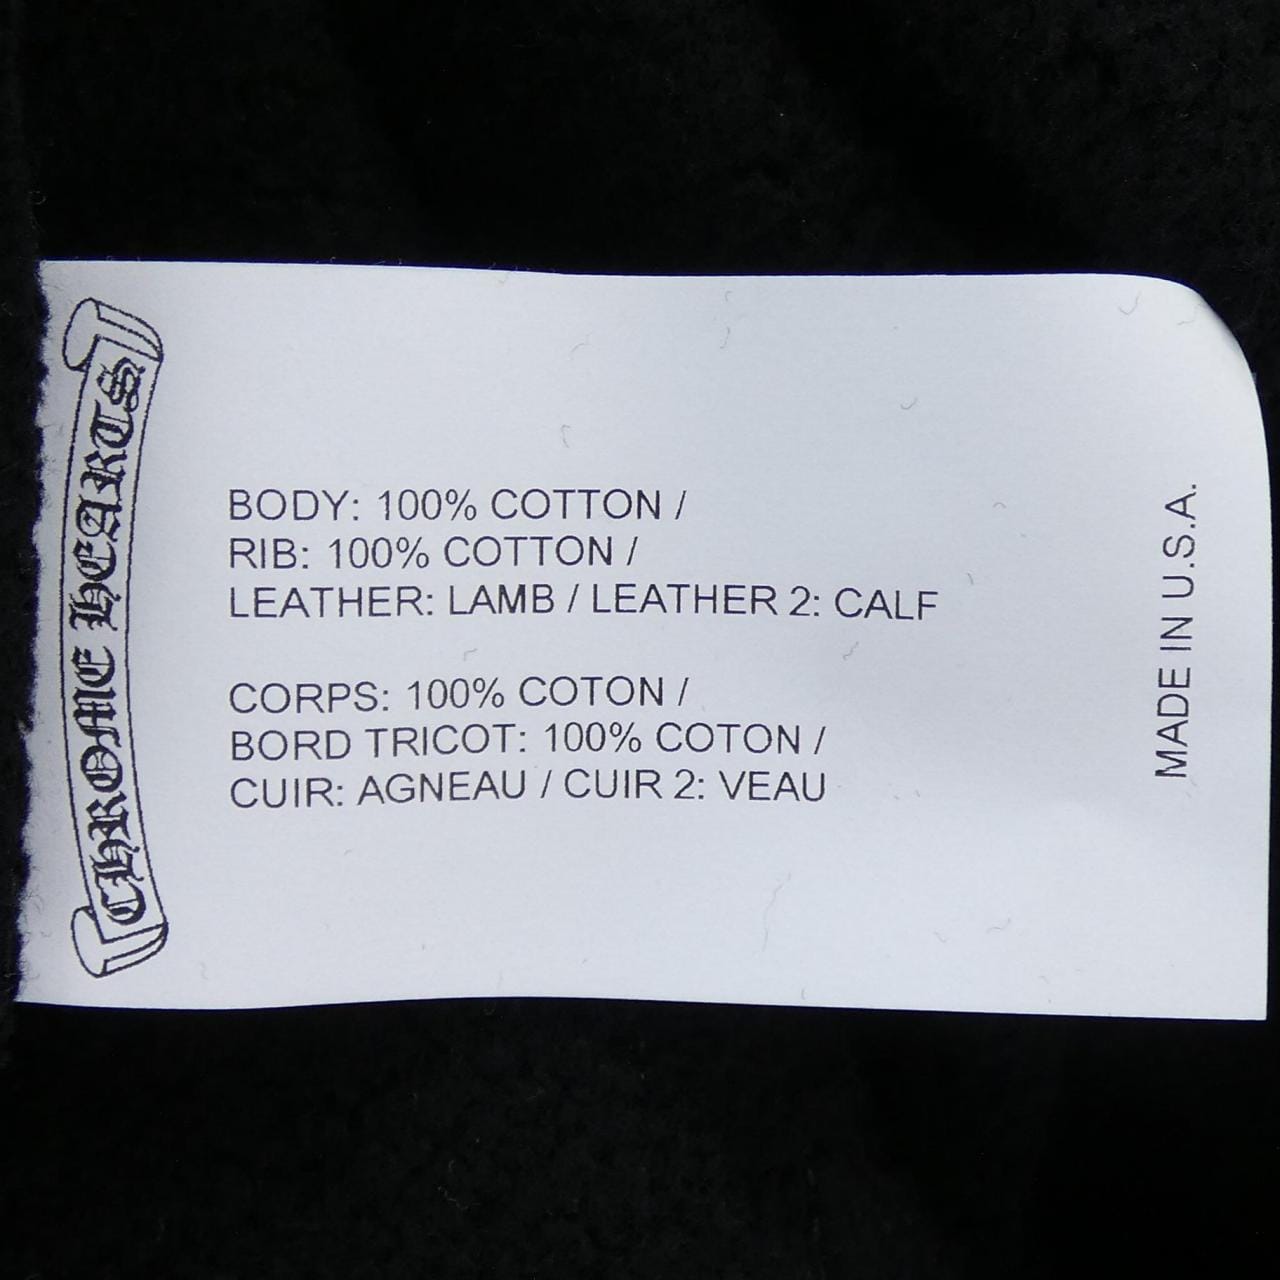 CHROME HEARTS
BODY: 100% COTTON /
RIB: 100% COTTON /
LEATHER: LAMB / LEATHER 2: CALF
CORPS: 100% COTON /
BORD TRICOT: 100% COTON /
CUIR: AGNEAU / CUIR 2: VEAU
MADE IN U.S.A.